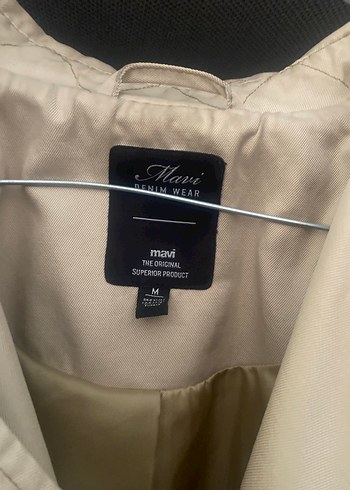 Mavi
DENIM WEAR
mavi
THE ORIGINAL
SUPERIOR PRODUCT
M